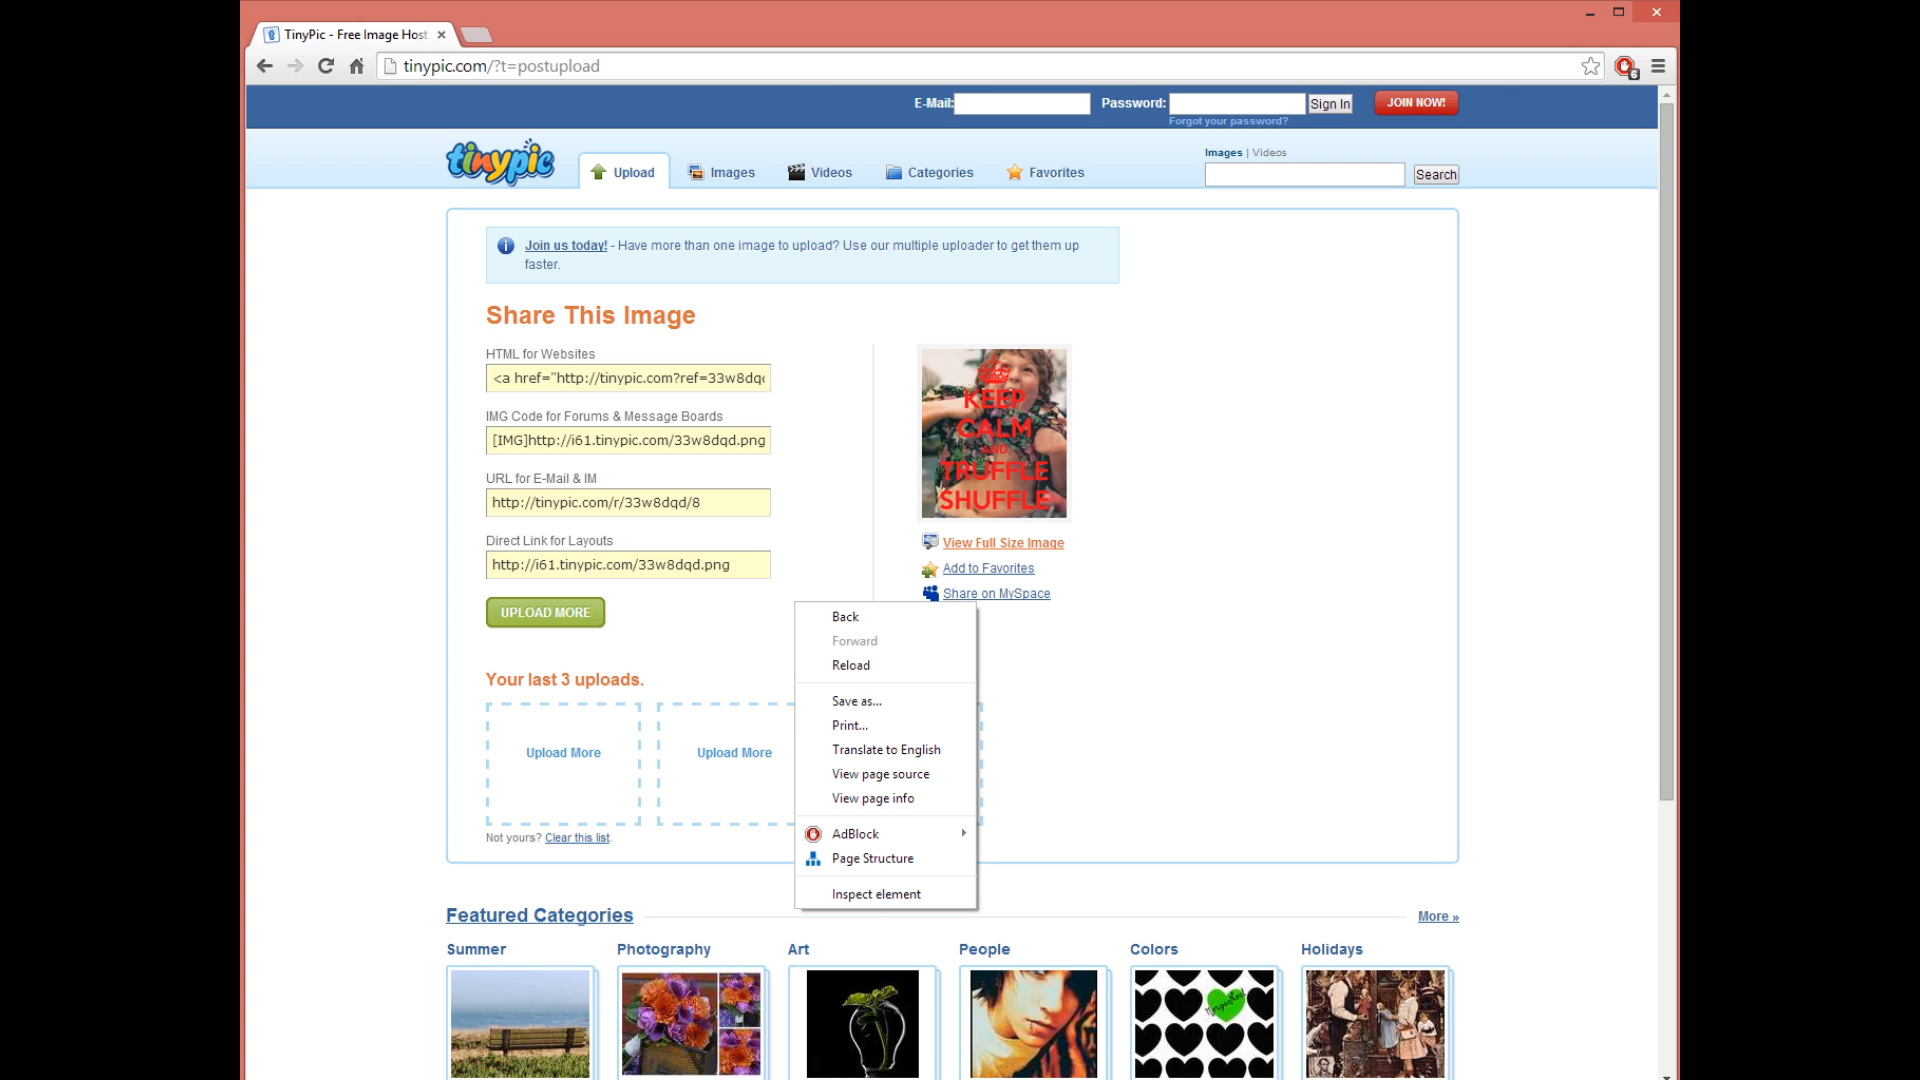 TinyPic - Free Image Host
tinypic.com/?t=postupload
6
E-Mail: Password: Sign In JOIN NOW!
Forgot your password?
tinypic
Upload Images Videos Categories Favorites
Images | Videos
Search
Join us today! - Have more than one image to upload? Use our multiple uploader to get them up
faster.
Share This Image
HTML for Websites
<a href="http://tinypic.com?ref=33w8dqd
IMG Code for Forums & Message Boards
[IMG]http://i61.tinypic.com/33w8dqd.png
URL for E-Mail & IM
http://tinypic.com/r/33w8dqd/8
Direct Link for Layouts
http://i61.tinypic.com/33w8dqd.png
UPLOAD MORE
KEEP
CALM
AND
TRUFFLE
SHUFFLE
View Full Size Image
Add to Favorites
Share on MySpace
Back
Forward
Reload
Save as...
Print...
Translate to English
View page source
View page info
AdBlock
Page Structure
Inspect element
Your last 3 uploads.
Upload More Upload More
Not yours? Clear this list.
Featured Categories More »
Summer Photography Art People Colors Holidays